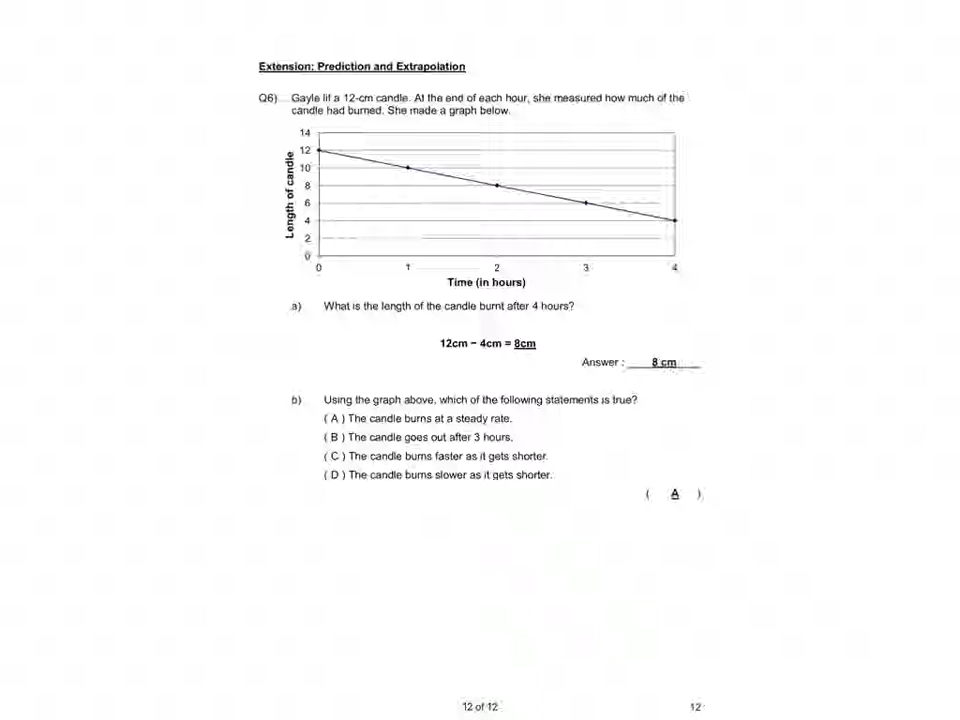 Extension: Prediction and Extrapolation
Q6) Gayle lit a 12-cm candle. At the end of each hour, she measured how much of the
candle had burned. She made a graph below.
14
12
10
8
6
4
2
0
Length of candle
0 1 2 3 4
Time (in hours)
a) What is the length of the candle burnt after 4 hours?
12cm – 4cm = 8cm
Answer : 8 cm
b) Using the graph above, which of the following statements is true?
( A ) The candle burns at a steady rate.
( B ) The candle goes out after 3 hours.
( C ) The candle burns faster as it gets shorter.
( D ) The candle burns slower as it gets shorter.
( A )
12 of 12 12